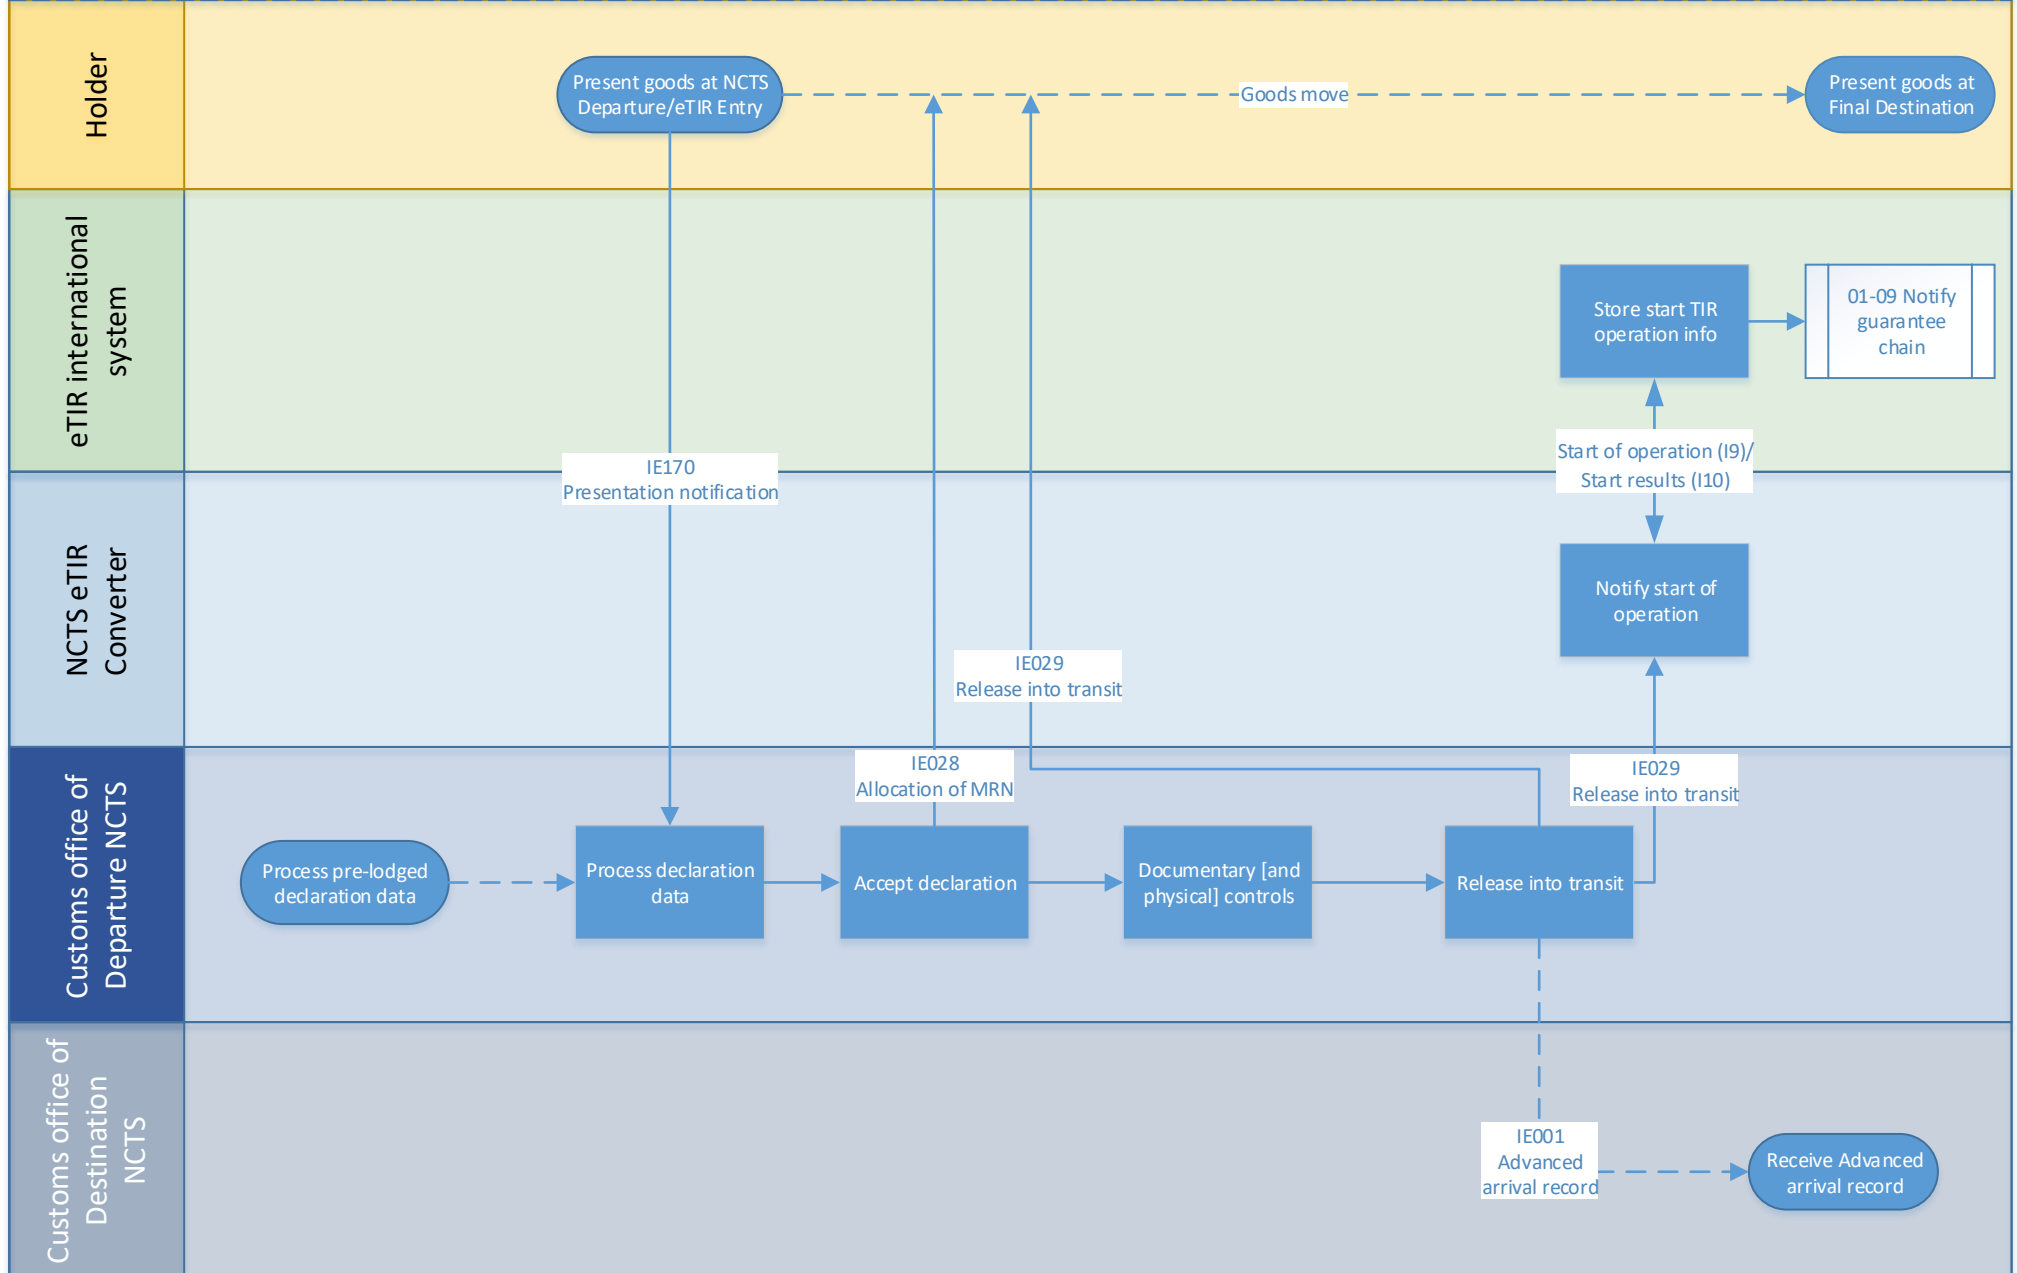 Holder
Present goods at NCTS
Departure/eTIR Entry
Goods move
Present goods at
Final Destination
eTIR international
system
Store start TIR
operation info
01-09 Notify
guarantee
chain
Start of operation (I9)/
Start results (I10)
IE170
Presentation notification
NCTS eTIR
Converter
Notify start of
operation
IE029
Release into transit
Customs office of
Departure NCTS
IE028
Allocation of MRN
IE029
Release into transit
Process pre-lodged
declaration data
Process declaration
data
Accept declaration
Documentary [and
physical] controls
Release into transit
Customs office of
Destination
NCTS
IE001
Advanced
arrival record
Receive Advanced
arrival record